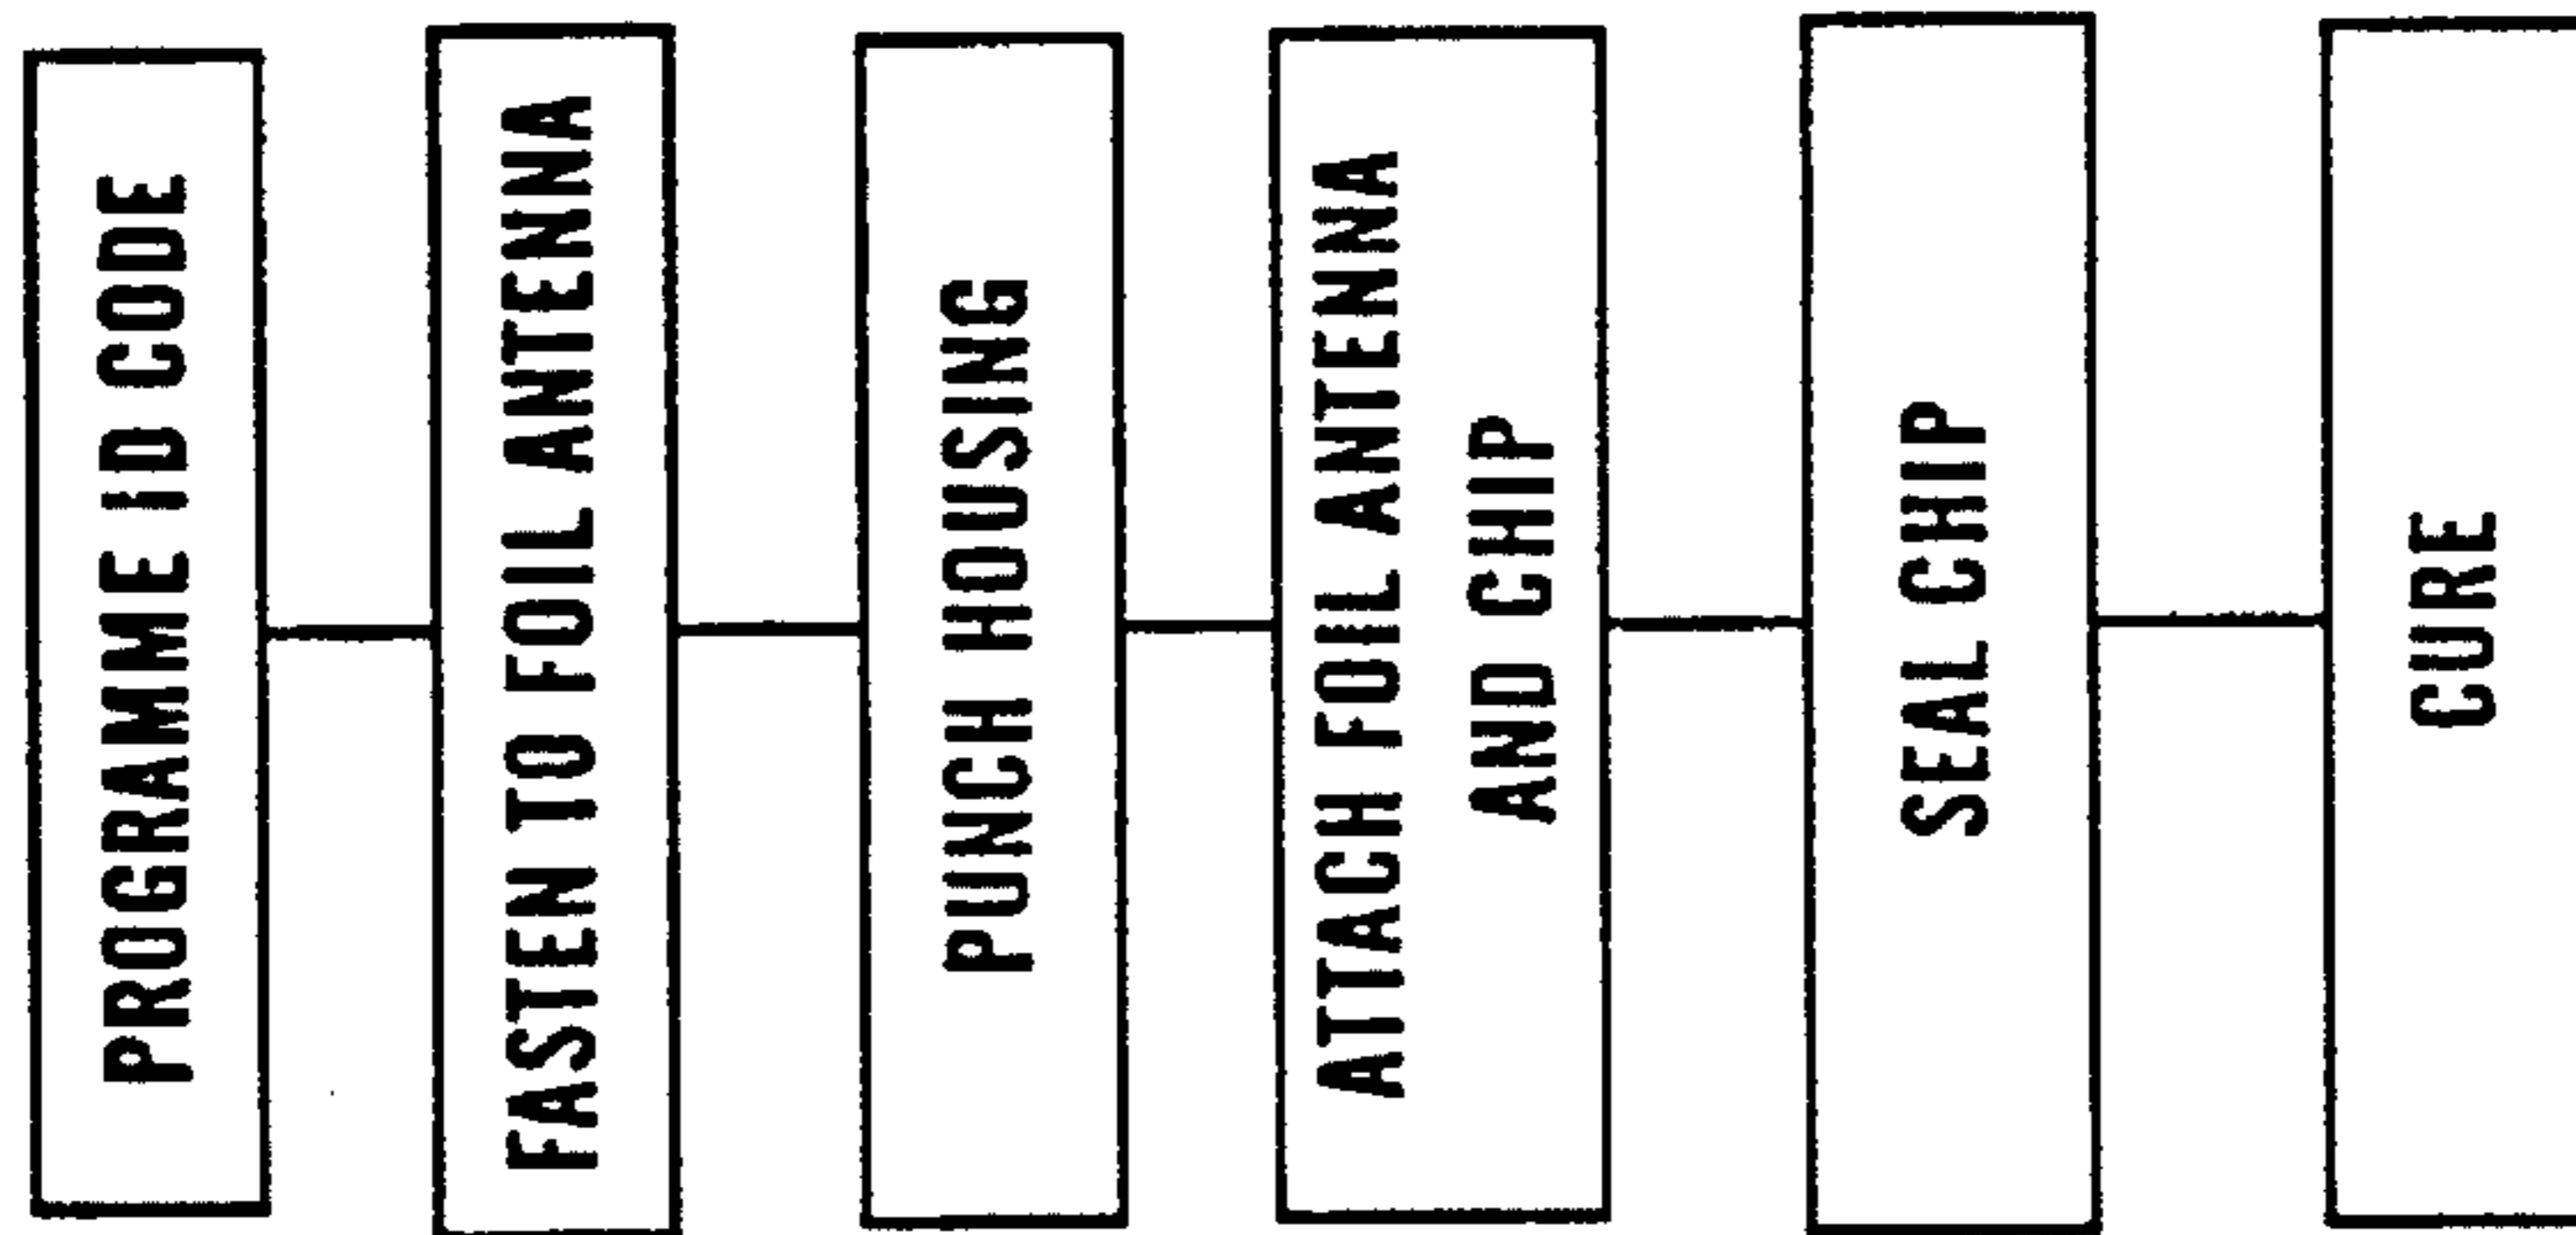 PROGRAMME ID CODE
FASTEN TO FOIL ANTENNA
PUNCH HOUSING
ATTACH FOIL ANTENNA
AND CHIP
SEAL CHIP
CURE